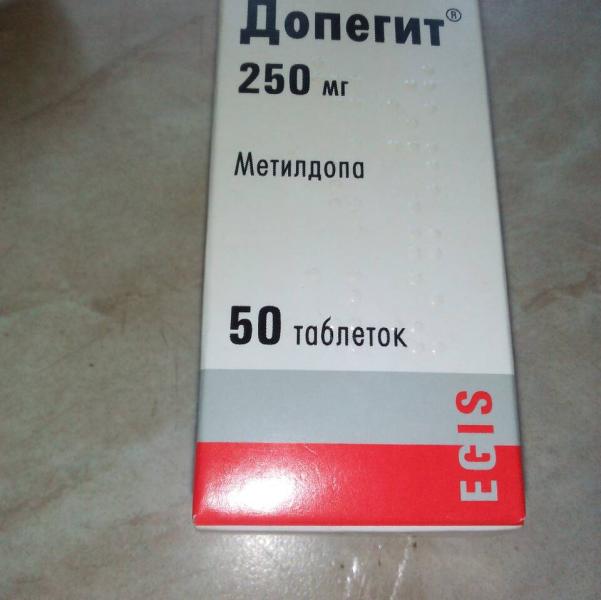 Допегит®
250 мг
Метилдопа
50 таблеток
EGIS